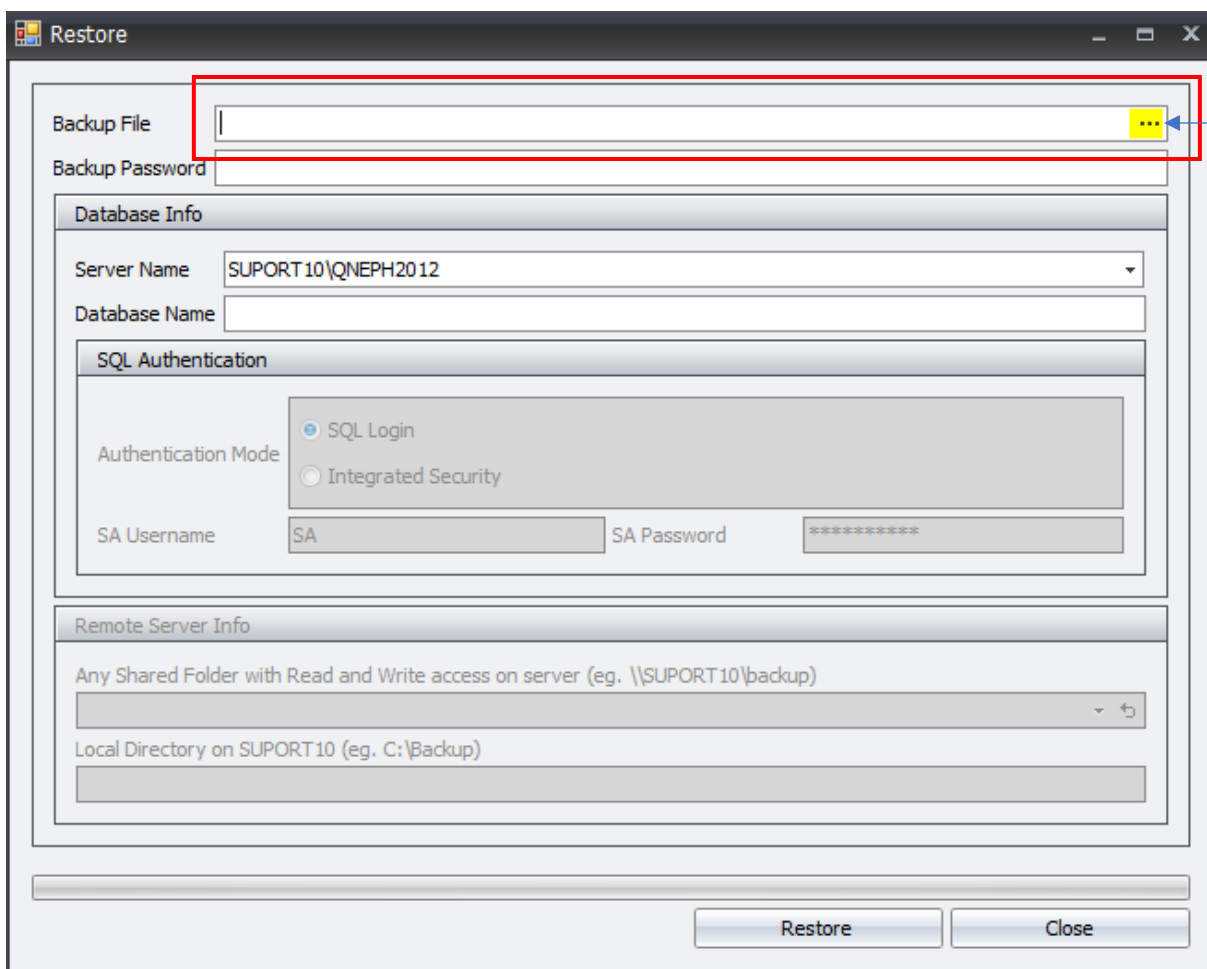 Restore
Backup File
...
Backup Password
Database Info
Server Name SUPORT10\QNEPH2012
Database Name
SQL Authentication
Authentication Mode
SQL Login
Integrated Security
SA Username SA SA Password **********
Remote Server Info
Any Shared Folder with Read and Write access on server (eg. \\SUPORT10\backup)
Local Directory on SUPORT10 (eg. C:\Backup)
Restore Close